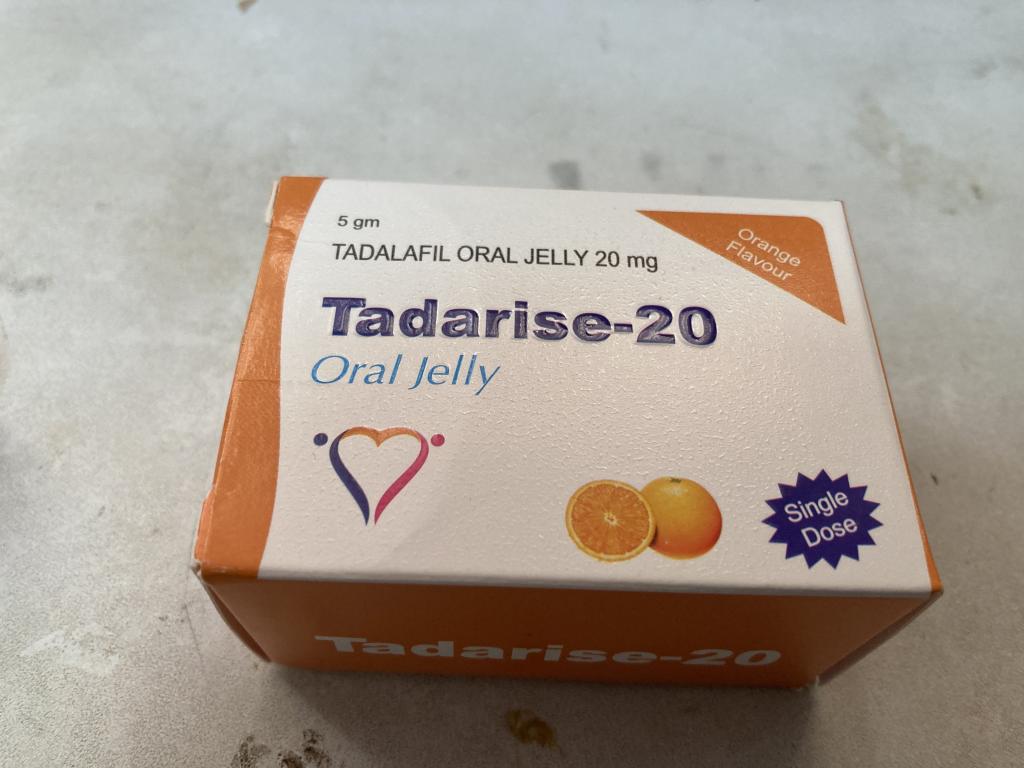 5 gm
TADALAFIL ORAL JELLY 20 mg
Orange
Flavour
Tadarise-20
Oral Jelly
Single
Dose
Tadarise-20